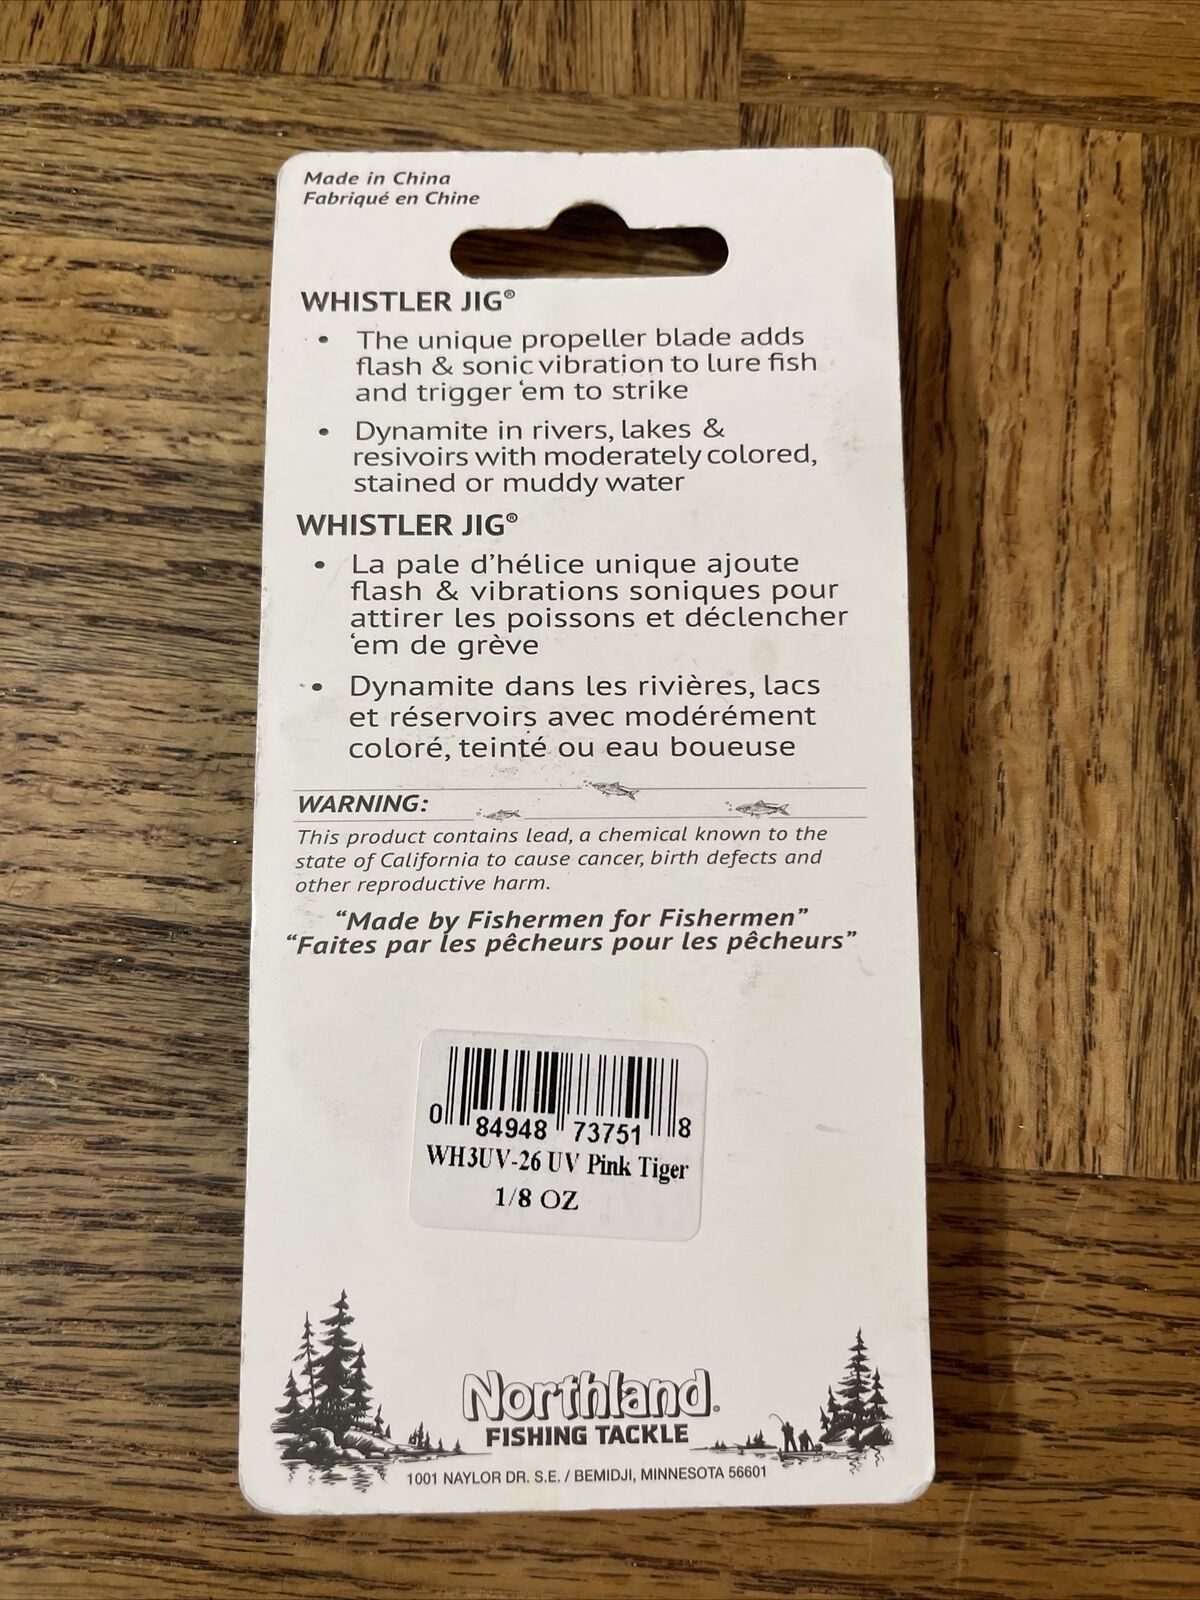 Made in China
Fabriqué en Chine
WHISTLER JIG®
• The unique propeller blade adds
flash & sonic vibration to lure fish
and trigger ‘em to strike
• Dynamite in rivers, lakes &
resivoirs with moderately colored,
stained or muddy water
WHISTLER JIG®
• La pale d’hélice unique ajoute
flash & vibrations soniques pour
attirer les poissons et déclencher
‘em de grève
• Dynamite dans les rivières, lacs
et réservoirs avec modérément
coloré, teinté ou eau boueuse
WARNING:
This product contains lead, a chemical known to the
state of California to cause cancer, birth defects and
other reproductive harm.
“Made by Fishermen for Fishermen”
“Faites par les pêcheurs pour les pêcheurs”
0 84948 73751 8
WH3UV-26 UV Pink Tiger
1/8 OZ
Northland®
FISHING TACKLE
1001 NAYLOR DR. S.E. / BEMIDJI, MINNESOTA 56601